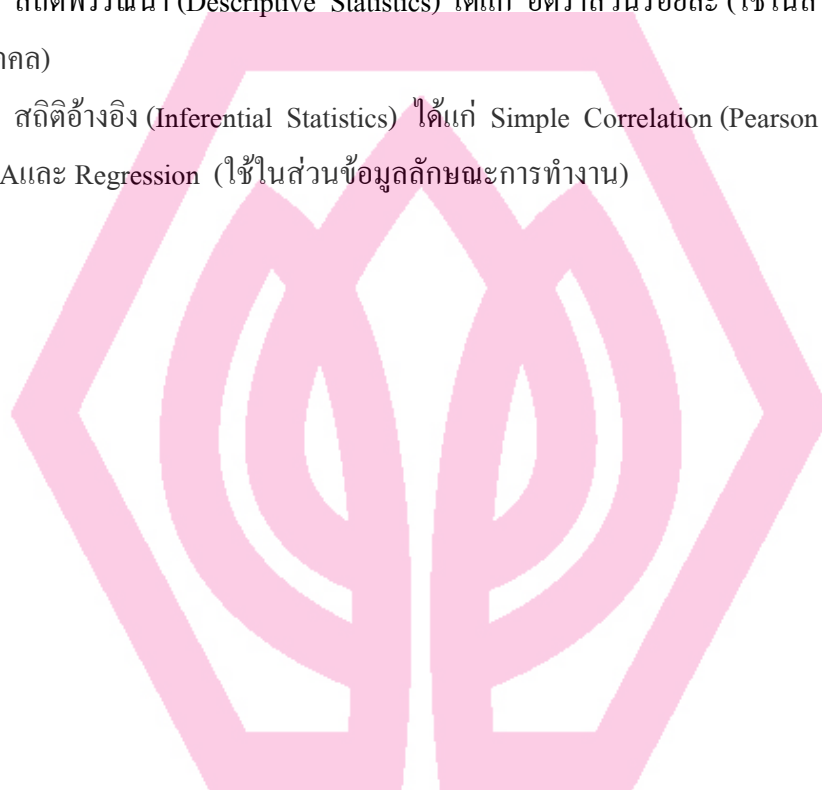 สถิติพรรณนา (Descriptive Statistics) ได้แก่ อัตราส่วนร้อยละ (ใช้ในส
าคล)
สถิติอ้างอิง (Inferential Statistics) ได้แก่ Simple Correlation (Pearson
Aและ Regression (ใช้ในส่วนข้อมูลลักษณะการทำงาน)